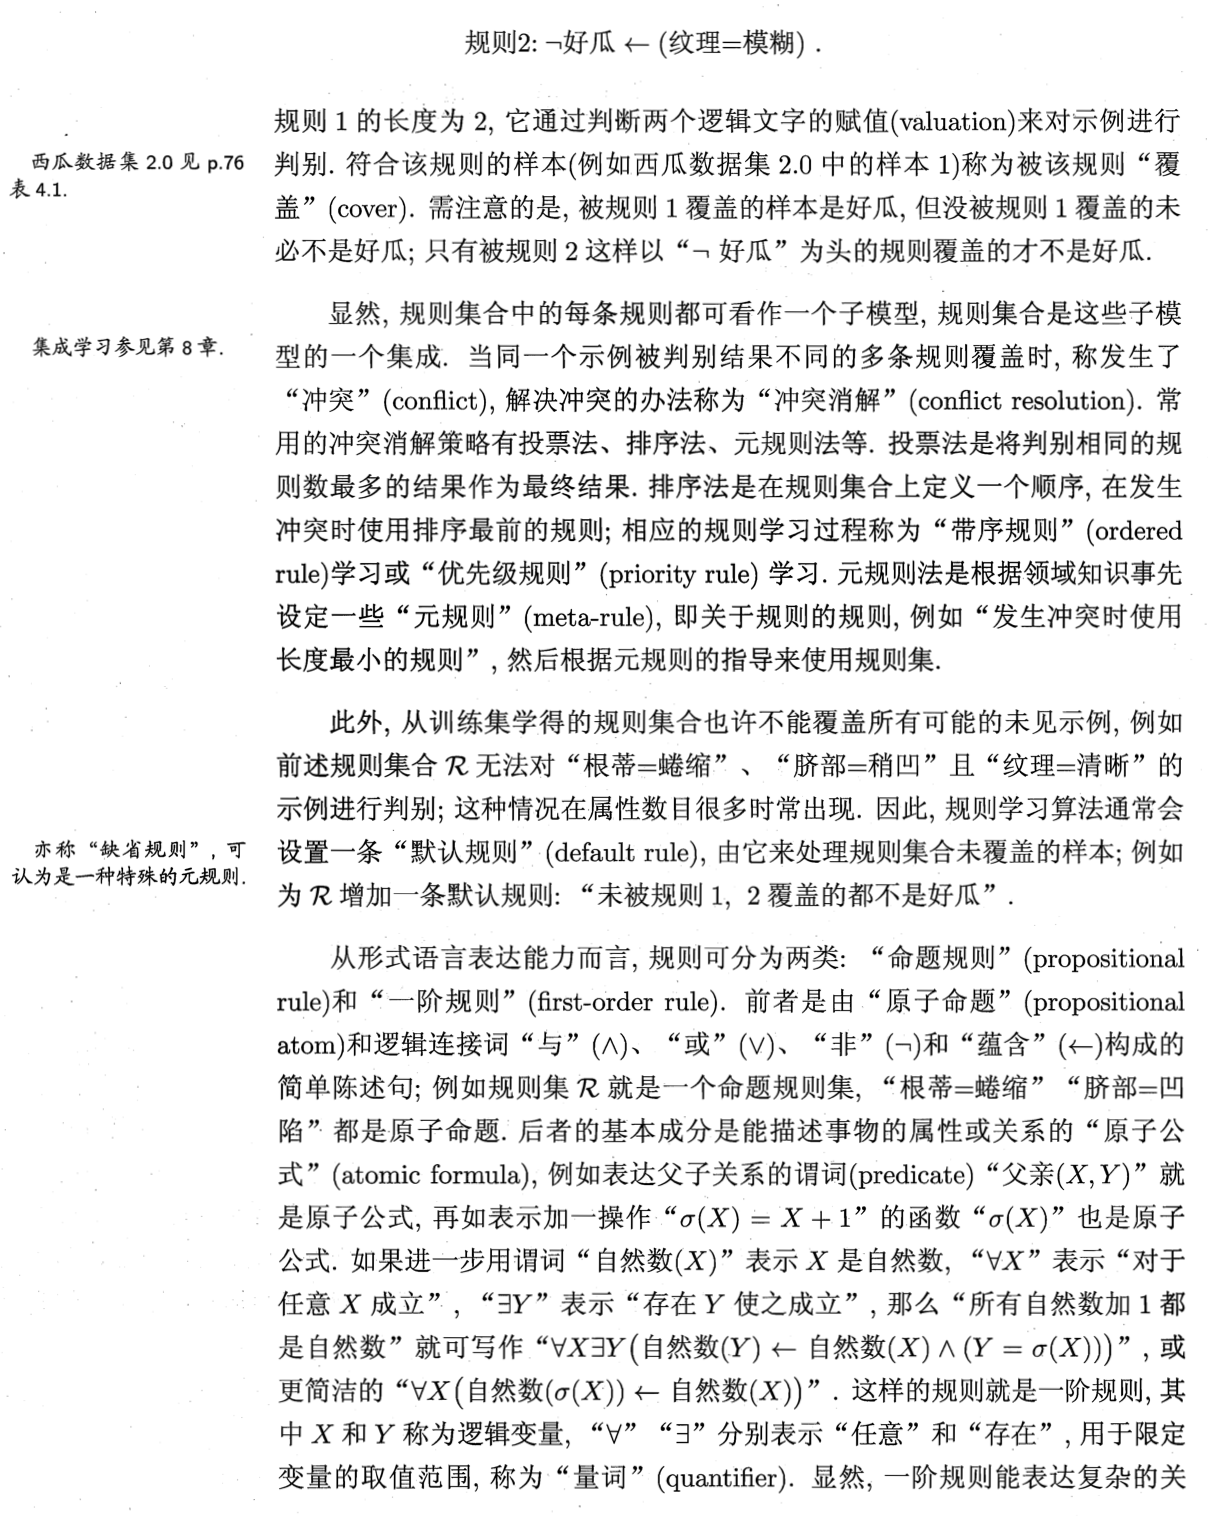 规则2: ¬好瓜 ← (纹理=模糊) .
规则 1 的长度为 2, 它通过判断两个逻辑文字的赋值(valuation)来对示例进行
西瓜数据集 2.0 见 p.76
表 4.1.
判别. 符合该规则的样本(例如西瓜数据集 2.0 中的样本 1)称为被该规则“覆
盖”(cover). 需注意的是, 被规则 1 覆盖的样本是好瓜, 但没被规则 1 覆盖的未
必不是好瓜; 只有被规则 2 这样以“¬ 好瓜”为头的规则覆盖的才不是好瓜.
显然, 规则集合中的每条规则都可看作一个子模型, 规则集合是这些子模
集成学习参见第 8 章.
型的一个集成. 当同一个示例被判别结果不同的多条规则覆盖时, 称发生了
“冲突”(conflict), 解决冲突的办法称为“冲突消解”(conflict resolution). 常
用的冲突消解策略有投票法、排序法、元规则法等. 投票法是将判别相同的规
则数最多的结果作为最终结果. 排序法是在规则集合上定义一个顺序, 在发生
冲突时使用排序最前的规则; 相应的规则学习过程称为“带序规则”(ordered
rule)学习或“优先级规则”(priority rule) 学习. 元规则法是根据领域知识事先
设定一些“元规则”(meta-rule), 即关于规则的规则, 例如“发生冲突时使用
长度最小的规则”, 然后根据元规则的指导来使用规则集.
此外, 从训练集学得的规则集合也许不能覆盖所有可能的未见示例, 例如
前述规则集合 ℛ 无法对“根蒂=蜷缩”、“脐部=稍凹”且“纹理=清晰”的
示例进行判别; 这种情况在属性数目很多时常出现. 因此, 规则学习算法通常会
亦称“缺省规则”, 可
认为是一种特殊的元规则.
设置一条“默认规则”(default rule), 由它来处理规则集合未覆盖的样本; 例如
为 ℛ 增加一条默认规则: “未被规则 1, 2 覆盖的都不是好瓜”.
从形式语言表达能力而言, 规则可分为两类: “命题规则”(propositional
rule)和“一阶规则”(first-order rule). 前者是由“原子命题”(propositional
atom)和逻辑连接词“与”(∧)、“或”(∨)、“非”(¬)和“蕴含”(←)构成的
简单陈述句; 例如规则集 ℛ 就是一个命题规则集, “根蒂=蜷缩”“脐部=凹
陷”都是原子命题. 后者的基本成分是能描述事物的属性或关系的“原子公
式”(atomic formula), 例如表达父子关系的谓词(predicate)“父亲(X, Y)”就
是原子公式, 再如表示加一操作“σ(X) = X + 1”的函数“σ(X)”也是原子
公式. 如果进一步用谓词“自然数(X)”表示 X 是自然数, “∀X”表示“对于
任意 X 成立”, “∃Y”表示“存在 Y 使之成立”, 那么“所有自然数加 1 都
是自然数”就可写作“∀X∃Y(自然数(Y) ← 自然数(X) ∧ (Y = σ(X)))”, 或
更简洁的“∀X(自然数(σ(X)) ← 自然数(X))”. 这样的规则就是一阶规则, 其
中 X 和 Y 称为逻辑变量, “∀”“∃”分别表示“任意”和“存在”, 用于限定
变量的取值范围, 称为“量词”(quantifier). 显然, 一阶规则能表达复杂的关